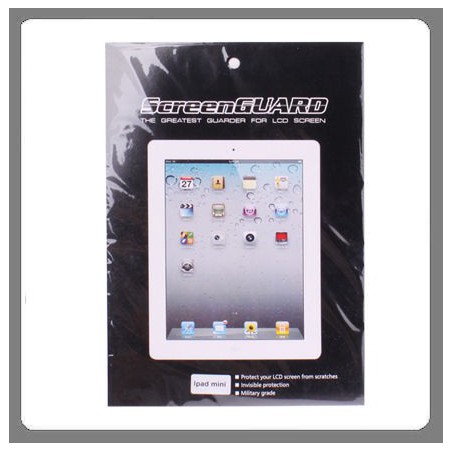 ScreenGUARD
THE GREATEST GUARDER FOR LCD SCREEN
27
Ipad mini
Protect your LCD screen from scratches
Invisible protection
Military grade